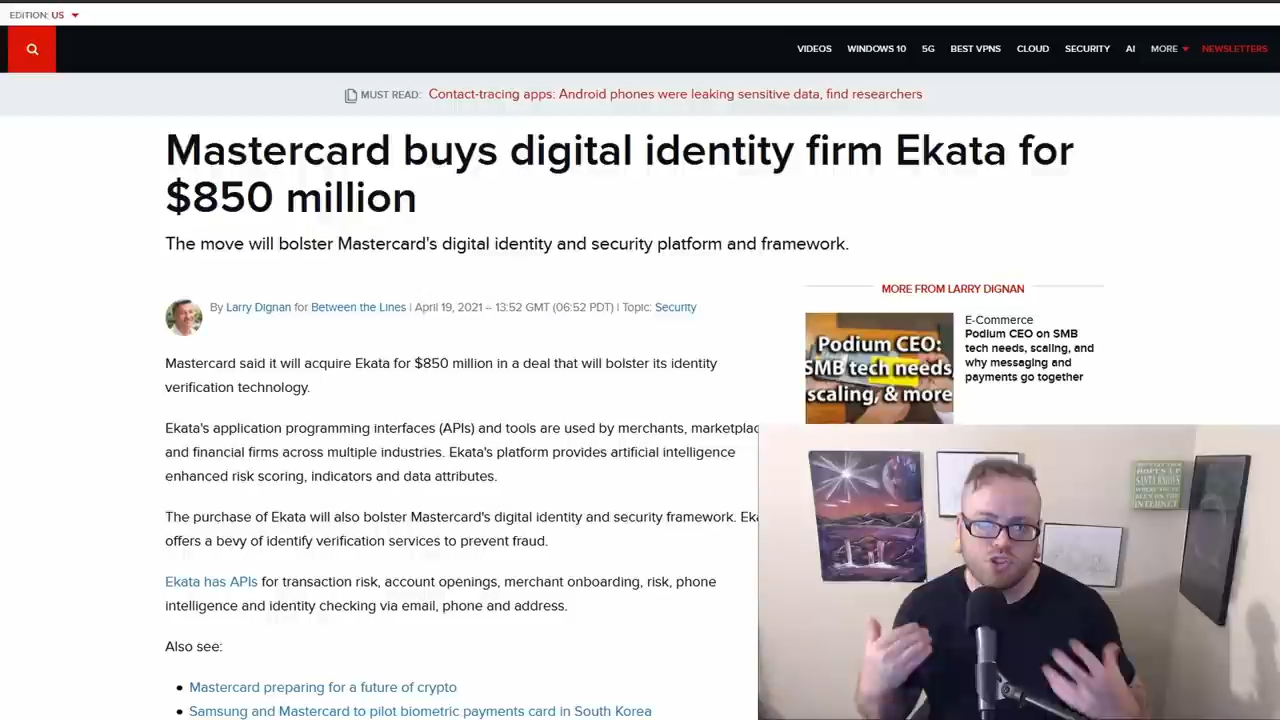 EDITION: US
VIDEOS WINDOWS 10 5G BEST VPNS CLOUD SECURITY AI MORE NEWSLETTERS
MUST READ: Contact-tracing apps: Android phones were leaking sensitive data, find researchers
Mastercard buys digital identity firm Ekata for
$850 million
The move will bolster Mastercard's digital identity and security platform and framework.
By Larry Dignan for Between the Lines | April 19, 2021 -- 13:52 GMT (06:52 PDT) | Topic: Security
Mastercard said it will acquire Ekata for $850 million in a deal that will bolster its identity
verification technology.
Ekata's application programming interfaces (APIs) and tools are used by merchants, marketplac
and financial firms across multiple industries. Ekata's platform provides artificial intelligence
enhanced risk scoring, indicators and data attributes.
The purchase of Ekata will also bolster Mastercard's digital identity and security framework. Eka
offers a bevy of identify verification services to prevent fraud.
Ekata has APIs for transaction risk, account openings, merchant onboarding, risk, phone
intelligence and identity checking via email, phone and address.
Also see:
Mastercard preparing for a future of crypto
Samsung and Mastercard to pilot biometric payments card in South Korea
MORE FROM LARRY DIGNAN
Podium CEO:
SMB tech needs,
scaling, & more
E-Commerce
Podium CEO on SMB
tech needs, scaling, and
why messaging and
payments go together
SANTA KNOWS
INTERNET